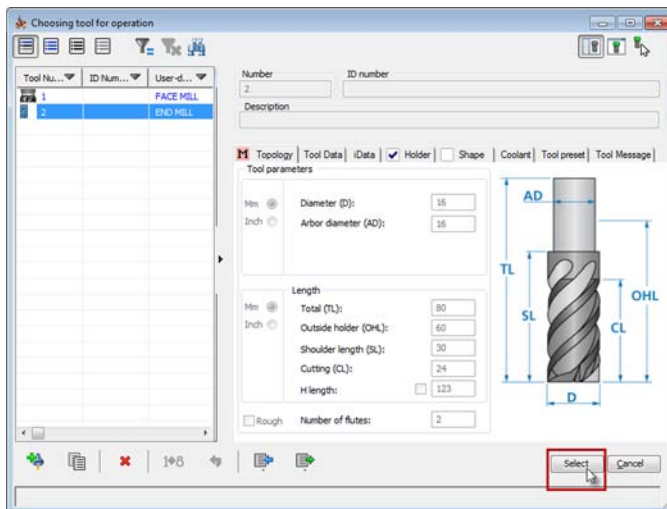 Choosing tool for operation
Tool Nu... ID Num... User-d...
1 FACE MILL
2 END MILL
Number ID number
2
Description
M Topology Tool Data iData Holder Shape Coolant Tool preset Tool Message
Tool parameters
Mm Diameter (D): 16
Inch Arbor diameter (AD): 16
Length
Mm Total (TL): 80
Inch Outside holder (OHL): 60
Shoulder length (SL): 30
Cutting (CL): 24
H length: 123
Rough Number of flutes: 2
AD
TL
OHL
SL
CL
D
Select Cancel